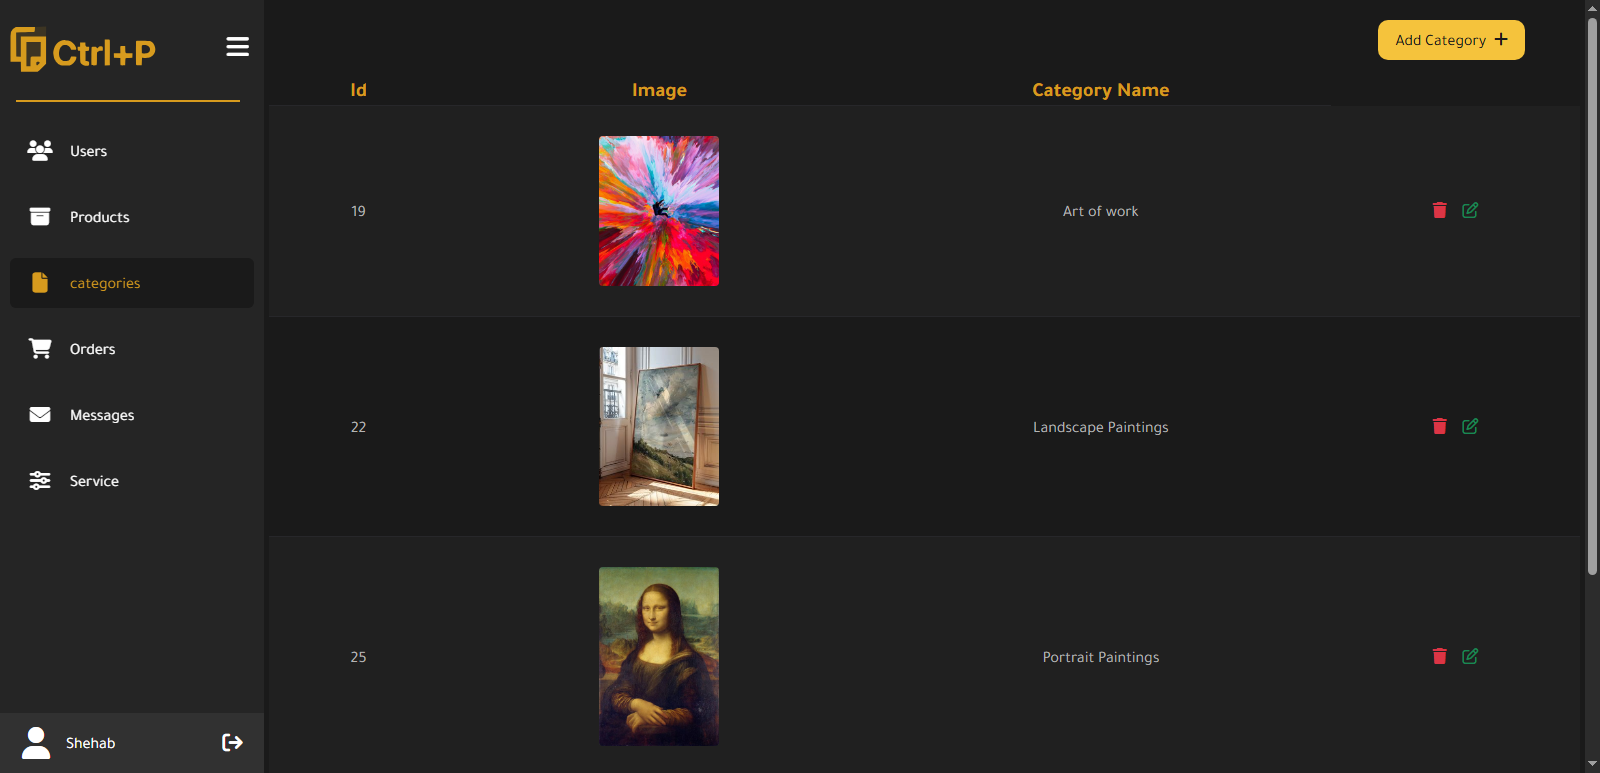 Ctrl+P
Users
Products
categories
Orders
Messages
Service
Shehab
Add Category +
Id Image Category Name
19 Art of work
22 Landscape Paintings
25 Portrait Paintings